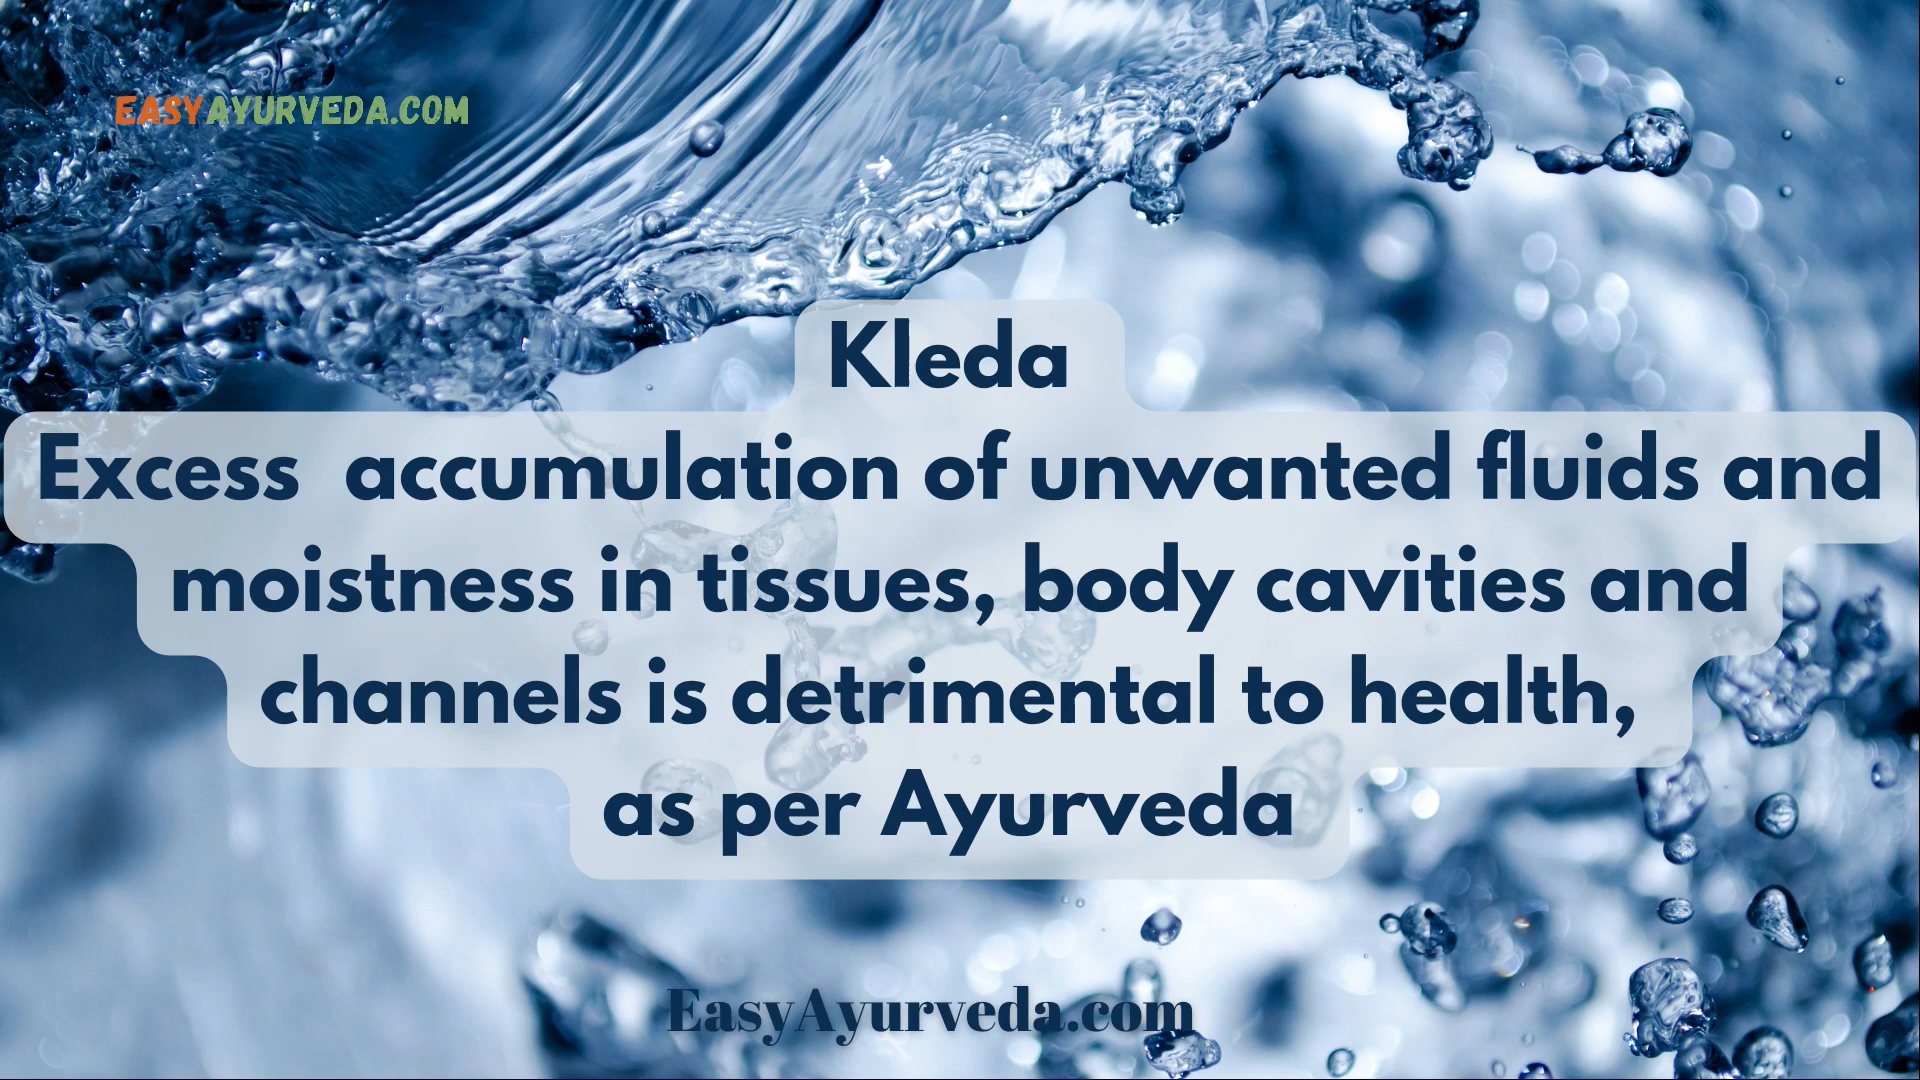 EASYAYURVEDA.COM
Kleda
Excess accumulation of unwanted fluids and
moistness in tissues, body cavities and
channels is detrimental to health,
as per Ayurveda
EasyAyurveda.com